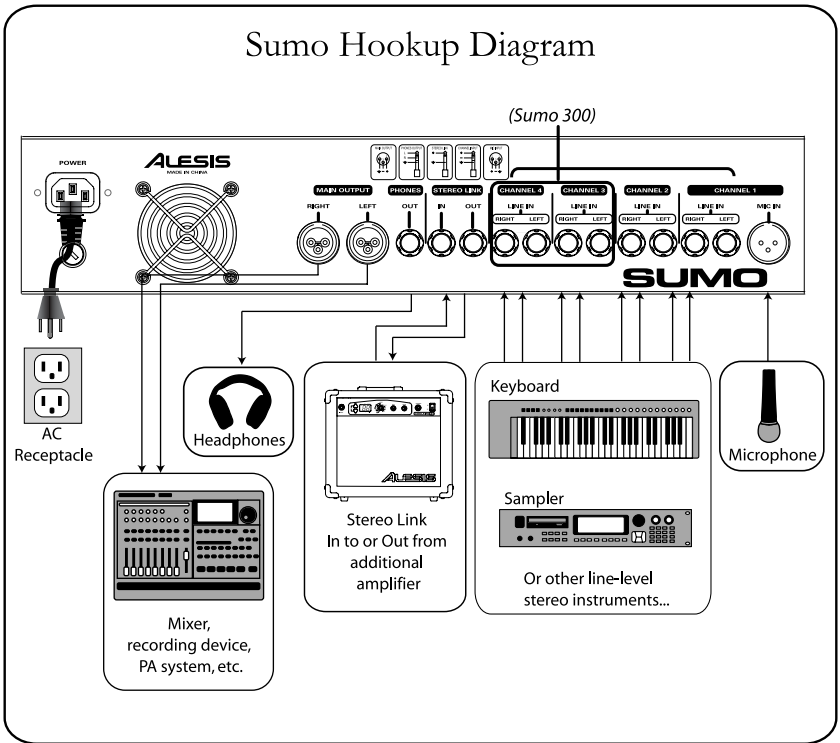 Sumo Hookup Diagram
(Sumo 300)
POWER
ALESIS
MADE IN CHINA
MAIN OUTPUT
PHONES
STEREO LINK
CHANNEL 4
CHANNEL 3
CHANNEL 2
CHANNEL 1
RIGHT
LEFT
OUT
IN
OUT
LINE IN
LINE IN
LINE IN
LINE IN
MIC IN
RIGHT LEFT
RIGHT LEFT
RIGHT LEFT
RIGHT LEFT
SUMO
AC
Receptacle
Headphones
ALESIS
Stereo Link
In to or Out from
additional
amplifier
Keyboard
Sampler
Or other line-level
stereo instruments...
Microphone
Mixer,
recording device,
PA system, etc.